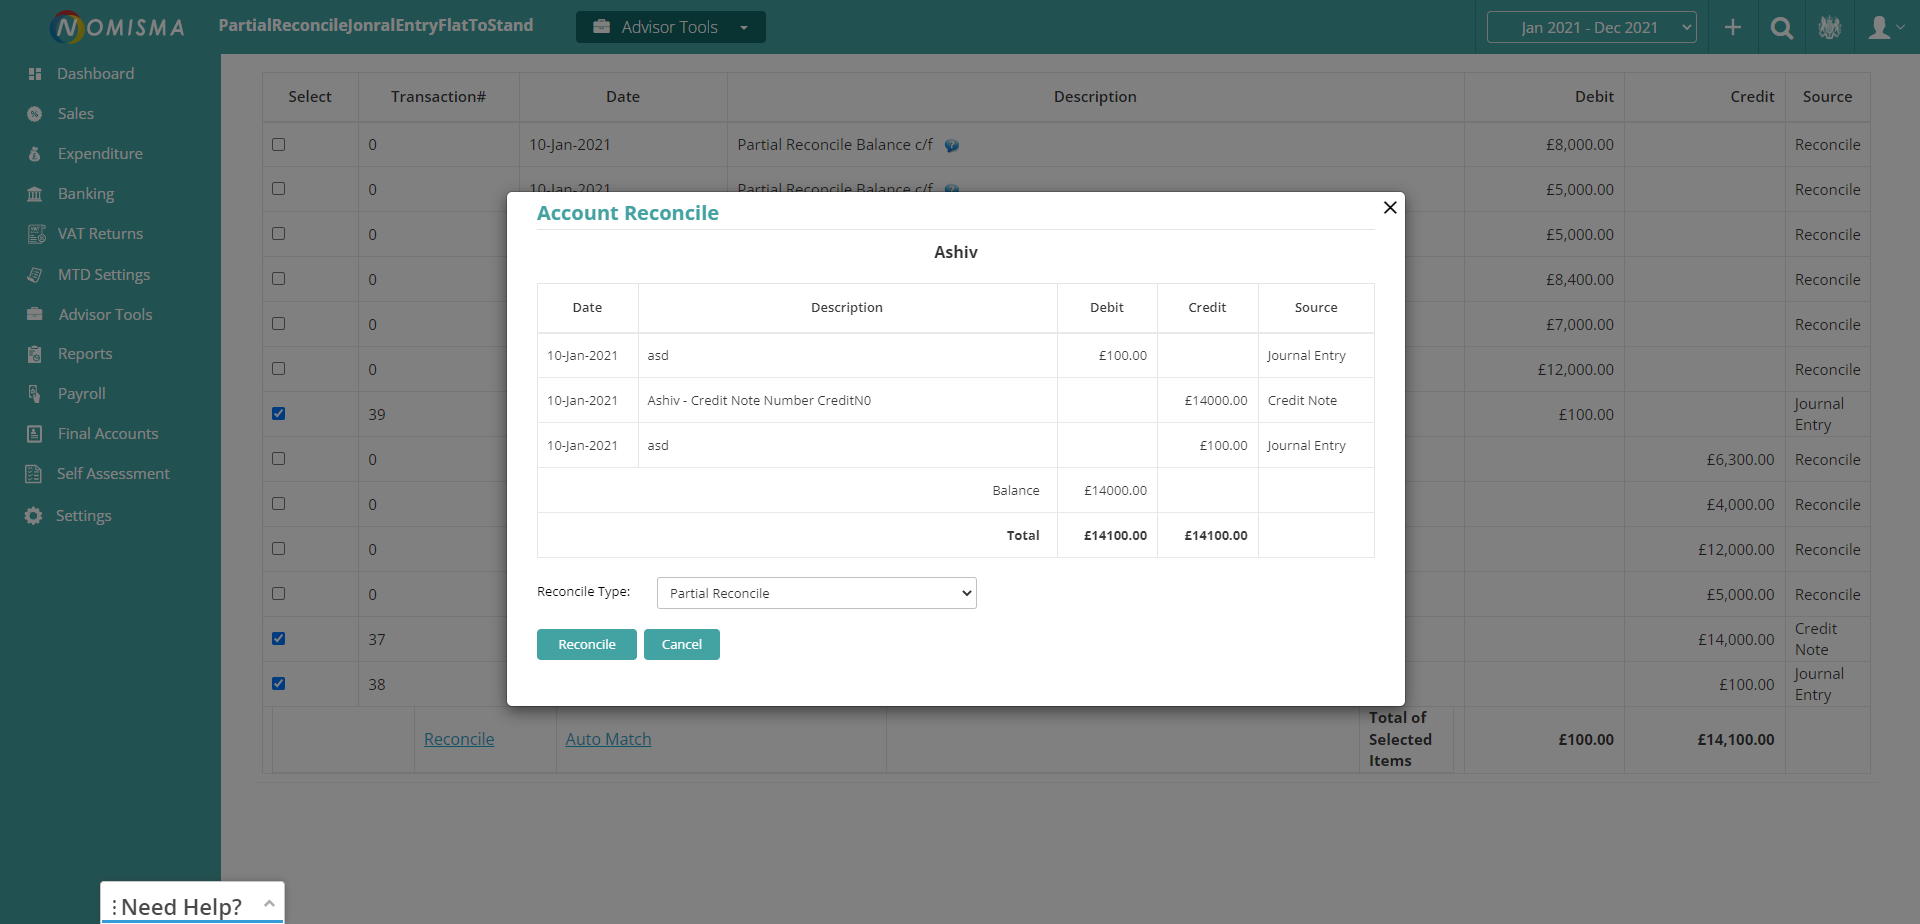 NOMISMA
PartialReconcileJonralEntryFlatToStand
Advisor Tools
Jan 2021 - Dec 2021
Dashboard
Sales
Expenditure
Banking
VAT Returns
MTD Settings
Advisor Tools
Reports
Payroll
Final Accounts
Self Assessment
Settings
Select Transaction# Date Description Debit Credit Source
0 10-Jan-2021 Partial Reconcile Balance c/f £8,000.00 Reconcile
0 10-Jan-2021 Partial Reconcile Balance c/f £5,000.00 Reconcile
0 £5,000.00 Reconcile
0 £8,400.00 Reconcile
0 £7,000.00 Reconcile
0 £12,000.00 Reconcile
39 £100.00 Journal
Entry
0 £6,300.00 Reconcile
0 £4,000.00 Reconcile
0 £12,000.00 Reconcile
0 £5,000.00 Reconcile
37 £14,000.00 Credit
Note
38 £100.00 Journal
Entry
Reconcile Auto Match Total of
Selected
Items £100.00 £14,100.00
Account Reconcile
Ashiv
Date Description Debit Credit Source
10-Jan-2021 asd £100.00 Journal Entry
10-Jan-2021 Ashiv - Credit Note Number CreditN0 £14000.00 Credit Note
10-Jan-2021 asd £100.00 Journal Entry
Balance £14000.00
Total £14100.00 £14100.00
Reconcile Type: Partial Reconcile
Reconcile Cancel
Need Help?